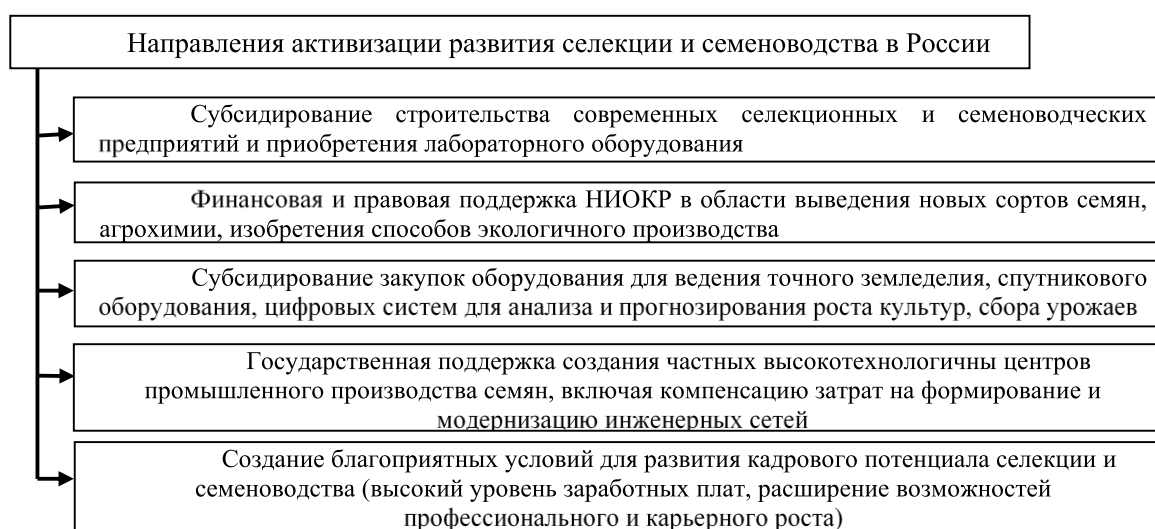 Направления активизации развития селекции и семеноводства в России
Субсидирование строительства современных селекционных и семеноводческих
предприятий и приобретения лабораторного оборудования
Финансовая и правовая поддержка НИОКР в области выведения новых сортов семян,
агрохимии, изобретения способов экологичного производства
Субсидирование закупок оборудования для ведения точного земледелия, спутникового
оборудования, цифровых систем для анализа и прогнозирования роста культур, сбора урожаев
Государственная поддержка создания частных высокотехнологичны центров
промышленного производства семян, включая компенсацию затрат на формирование и
модернизацию инженерных сетей
Создание благоприятных условий для развития кадрового потенциала селекции и
семеноводства (высокий уровень заработных плат, расширение возможностей
профессионального и карьерного роста)